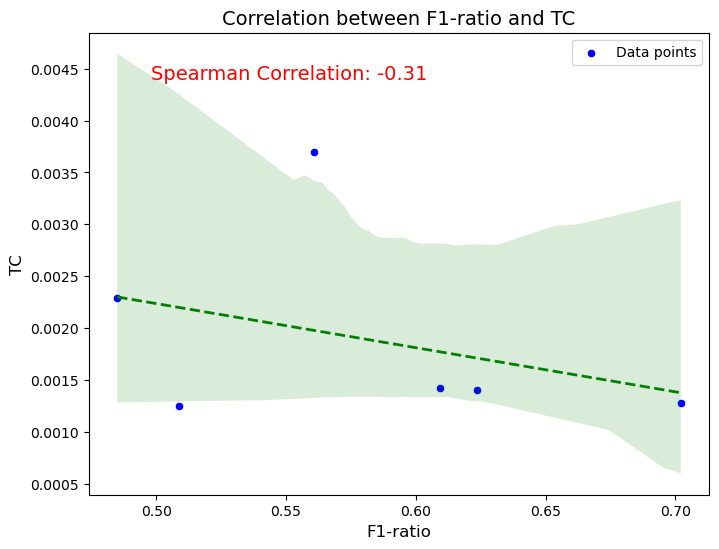 Correlation between F1-ratio and TC
Spearman Correlation: -0.31
Data points
TC
0.0045
0.0040
0.0035
0.0030
0.0025
0.0020
0.0015
0.0010
0.0005
0.50 0.55 0.60 0.65 0.70
F1-ratio